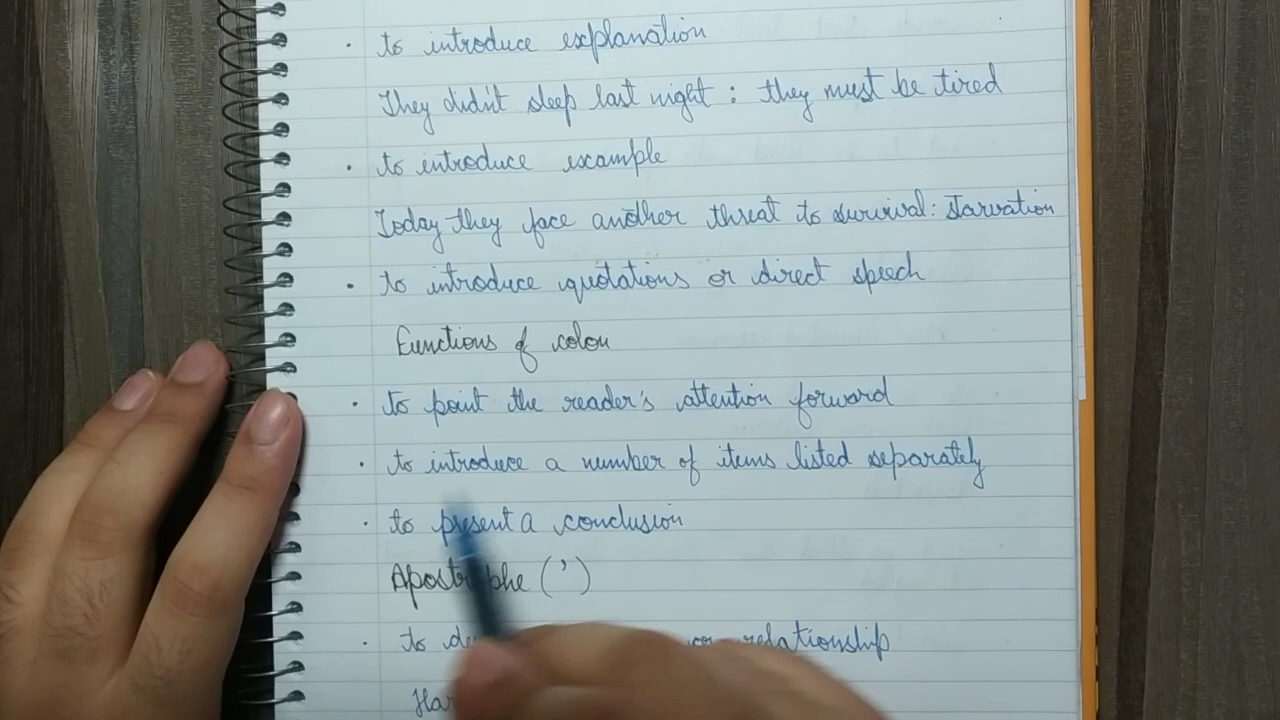 · to introduce explanation
They didn't sleep last night : they must be tired
· to introduce example
Today they face another threat to survival: Starvation
· to introduce quotations or direct speech
Functions of colon
· to point the reader's attention forward
· to introduce a number of items listed separately
· to present a conclusion
Apostrophe (')
· to or relationship